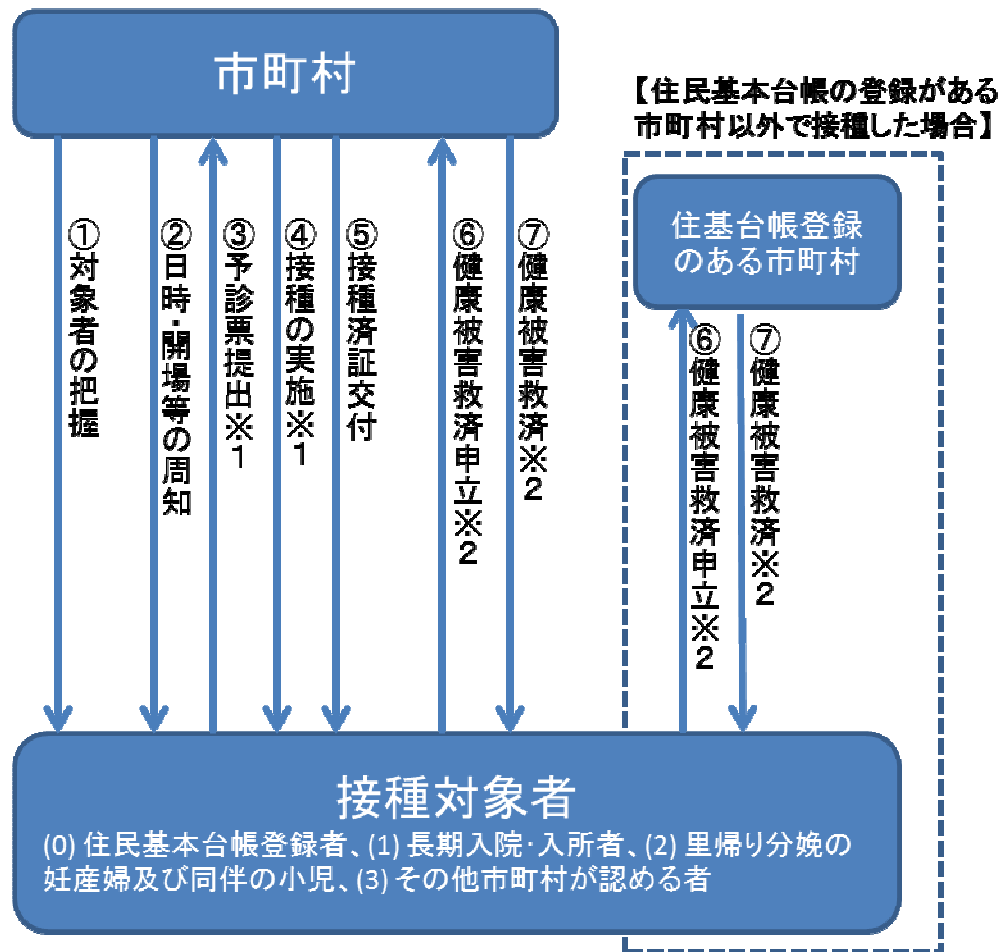 市町村
【住民基本台帳の登録がある
市町村以外で接種した場合】
住基台帳登録
のある市町村
①対象者の把握
②日時・開場等の周知
③予診票提出※1
④接種の実施※1
⑤接種済証交付
⑥健康被害救済申立※2
⑦健康被害救済※2
⑥健康被害救済申立※2
⑦健康被害救済※2
接種対象者
(0) 住民基本台帳登録者、(1) 長期入院・入所者、(2) 里帰り分娩の
妊産婦及び同伴の小児、(3) その他市町村が認める者